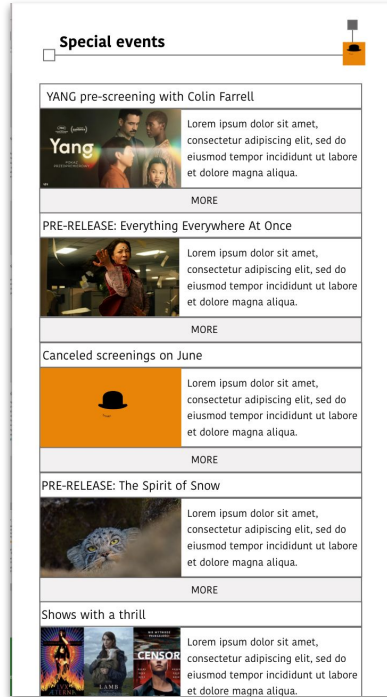 Special events
YANG pre-screening with Colin Farrell
Yang
Lorem ipsum dolor sit amet,
consectetur adipiscing elit, sed do
eiusmod tempor incididunt ut labore
et dolore magna aliqua.
MORE
PRE-RELEASE: Everything Everywhere At Once
Lorem ipsum dolor sit amet,
consectetur adipiscing elit, sed do
eiusmod tempor incididunt ut labore
et dolore magna aliqua.
MORE
Canceled screenings on June
Lorem ipsum dolor sit amet,
consectetur adipiscing elit, sed do
eiusmod tempor incididunt ut labore
et dolore magna aliqua.
MORE
PRE-RELEASE: The Spirit of Snow
Lorem ipsum dolor sit amet,
consectetur adipiscing elit, sed do
eiusmod tempor incididunt ut labore
et dolore magna aliqua.
MORE
Shows with a thrill
LAMB
CENSOR
Lorem ipsum dolor sit amet,
consectetur adipiscing elit, sed do
eiusmod tempor incididunt ut labore
et dolore magna aliqua.